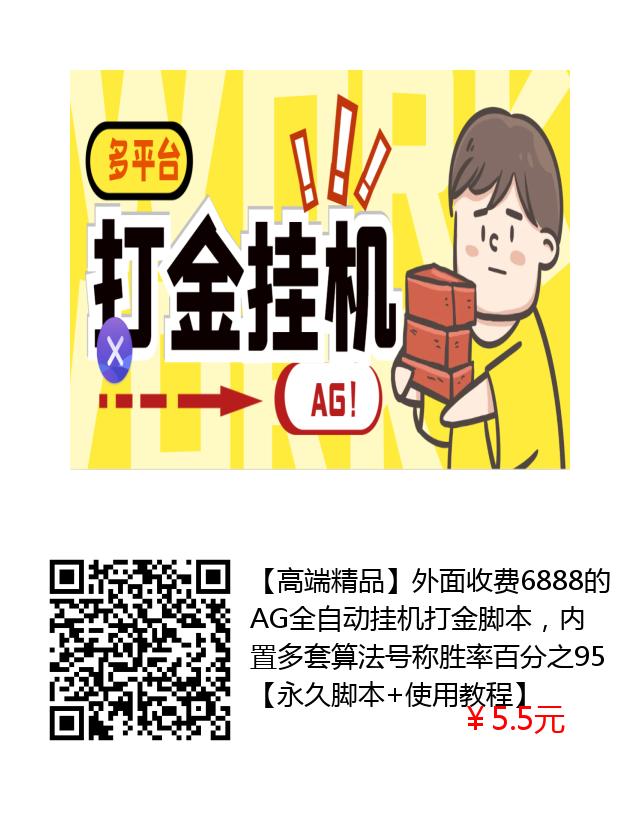 多平台
打金挂机
X
AG!
【高端精品】外面收费6888的
AG全自动挂机打金脚本，内
置多套算法号称胜率百分之95
【永久脚本+使用教程】
￥5.5元